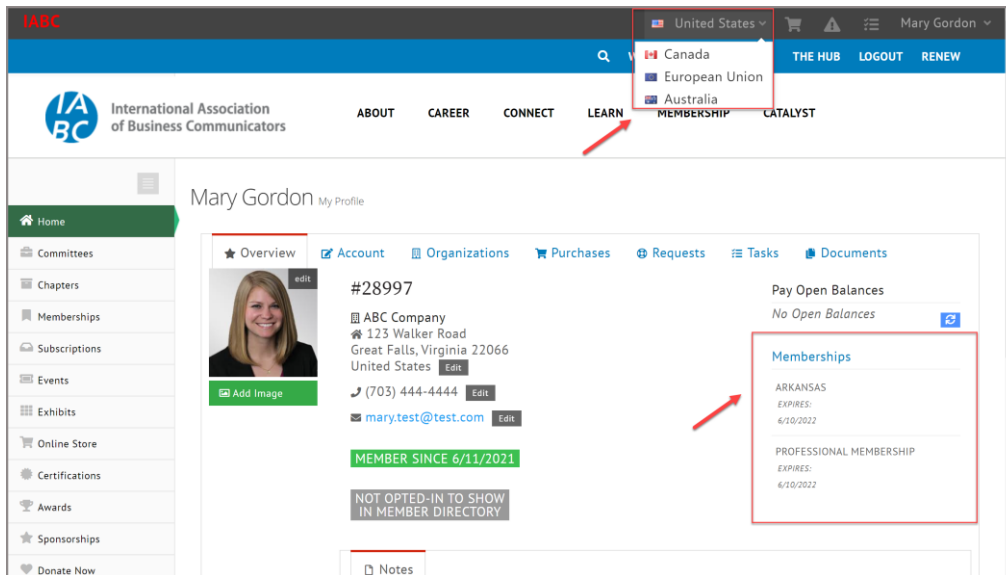 IABC
United States
Mary Gordon
Canada
European Union
Australia
THE HUB
LOGOUT
RENEW
IABC
International Association
of Business Communicators
ABOUT
CAREER
CONNECT
LEARN
MEMBERSHIP
CATALYST
Mary Gordon My Profile
Home
Committees
Chapters
Memberships
Subscriptions
Events
Exhibits
Online Store
Certifications
Awards
Sponsorships
Donate Now
Overview
Account
Organizations
Purchases
Requests
Tasks
Documents
edit
Add Image
#28997
ABC Company
123 Walker Road
Great Falls, Virginia 22066
United States Edit
(703) 444-4444 Edit
mary.test@test.com Edit
MEMBER SINCE 6/11/2021
NOT OPTED-IN TO SHOW
IN MEMBER DIRECTORY
Notes
Pay Open Balances
No Open Balances
Memberships
ARKANSAS
EXPIRES:
6/10/2022
PROFESSIONAL MEMBERSHIP
EXPIRES:
6/10/2022